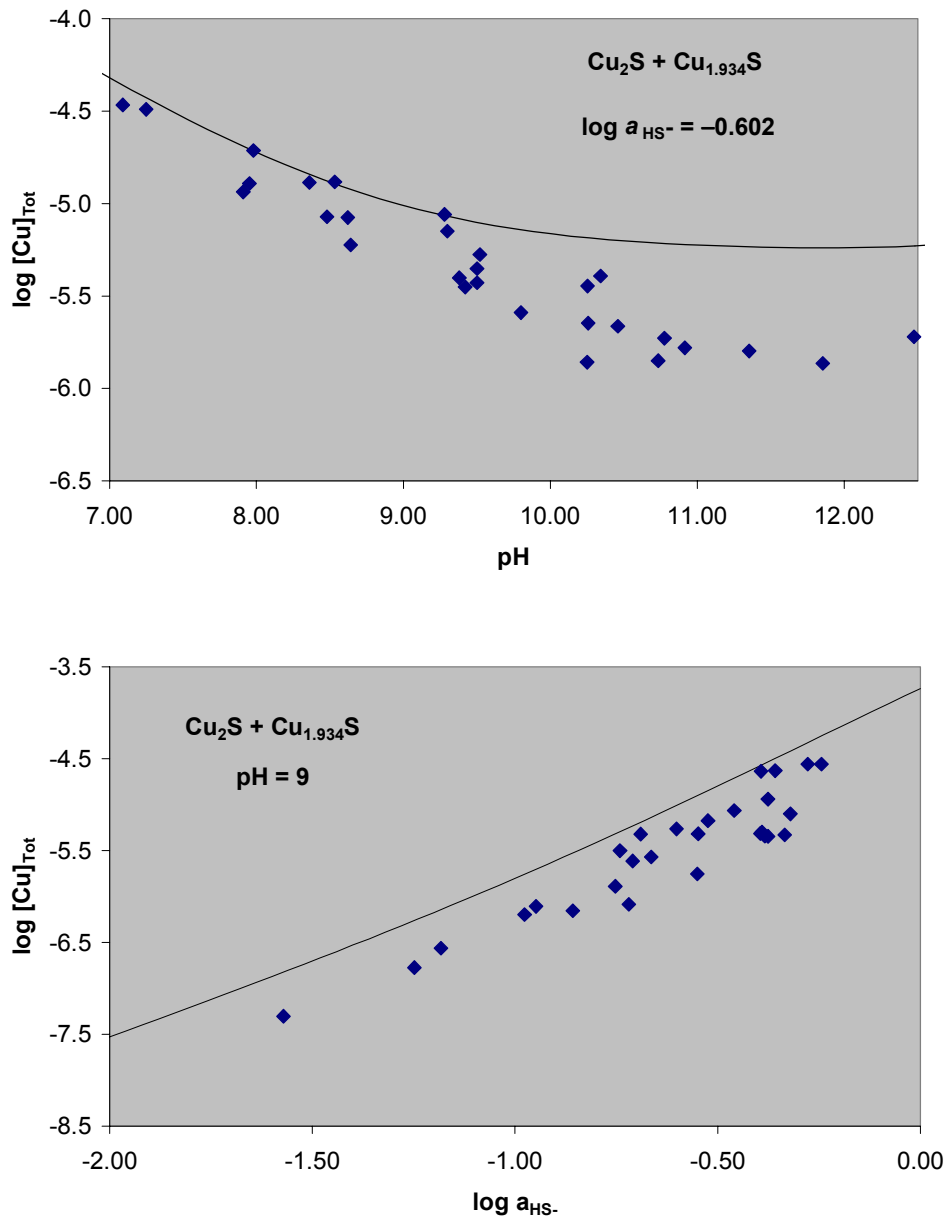 -4.0
Cu2S + Cu1.934S
log a HS- = –0.602
-4.5
-5.0
-5.5
-6.0
-6.5
log [Cu]Tot
7.00 8.00 9.00 10.00 11.00 12.00
pH
-3.5
Cu2S + Cu1.934S
pH = 9
-4.5
-5.5
-6.5
-7.5
-8.5
log [Cu]Tot
-2.00 -1.50 -1.00 -0.50 0.00
log aHS-